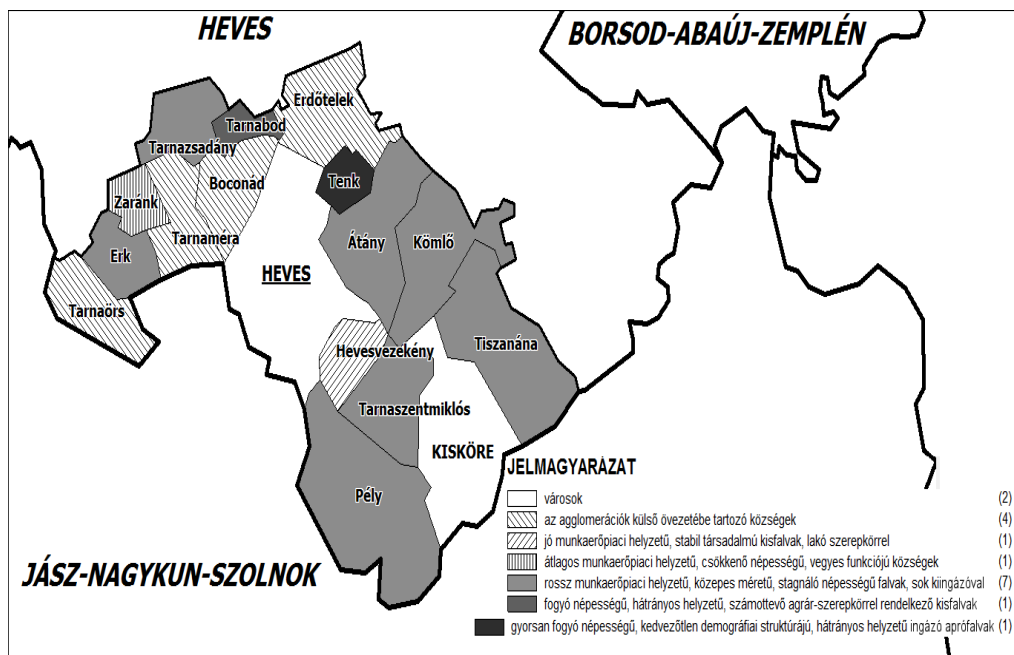 HEVES
BORSOD-ABAÚJ-ZEMPLÉN
Erdőtelek
Tarnabod
Tarnazsadány
Boconád
Tenk
Zaránk
Tarnaméra
Átány
Kömlő
Erk
HEVES
Tarnaörs
Hevesvezekény
Tiszanána
Tarnaszentmiklós
KISKÖRE
Pély
JÁSZ-NAGYKUN-SZOLNOK
JELMAGYARÁZAT
városok (2)
az agglomerációk külső övezetébe tartozó községek (4)
jó munkaerőpiaci helyzetű, stabil társadalmú kisfalvak, lakó szerepkörrel (1)
átlagos munkaerőpiaci helyzetű, csökkenő népességű, vegyes funkciójú községek (1)
rossz munkaerőpiaci helyzetű, közepes méretű, stagnáló népességű falvak, sok kiingázóval (7)
fogyó népességű, hátrányos helyzetű, számottevő agrár-szerepkörrel rendelkező kisfalvak (1)
gyorsan fogyó népességű, kedvezőtlen demográfiai struktúrájú, hátrányos helyzetű ingázó aprófalvak (1)